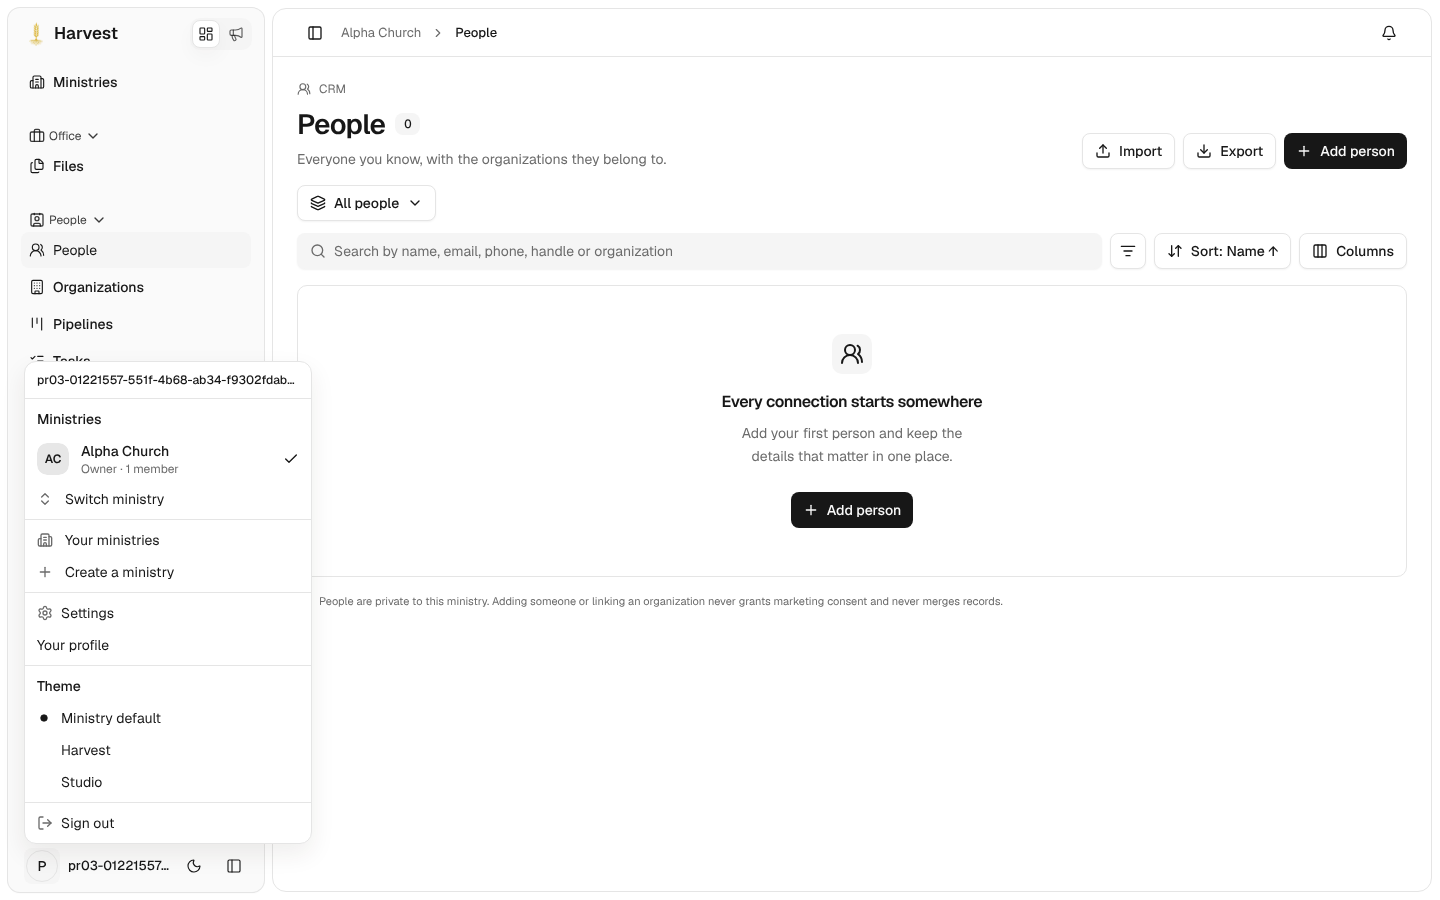 Harvest
Ministries
Office
Files
People
People
Organizations
Pipelines
Tasks
pr03-01221557-551f-4b68-ab34-f9302fdab...
Ministries
AC
Alpha Church
Owner · 1 member
Switch ministry
Your ministries
Create a ministry
Settings
Your profile
Theme
Ministry default
Harvest
Studio
Sign out
P
pr03-01221557...
Alpha Church
People
CRM
People
0
Everyone you know, with the organizations they belong to.
Import
Export
Add person
All people
Search by name, email, phone, handle or organization
Sort: Name ↑
Columns
Every connection starts somewhere
Add your first person and keep the
details that matter in one place.
Add person
People are private to this ministry. Adding someone or linking an organization never grants marketing consent and never merges records.